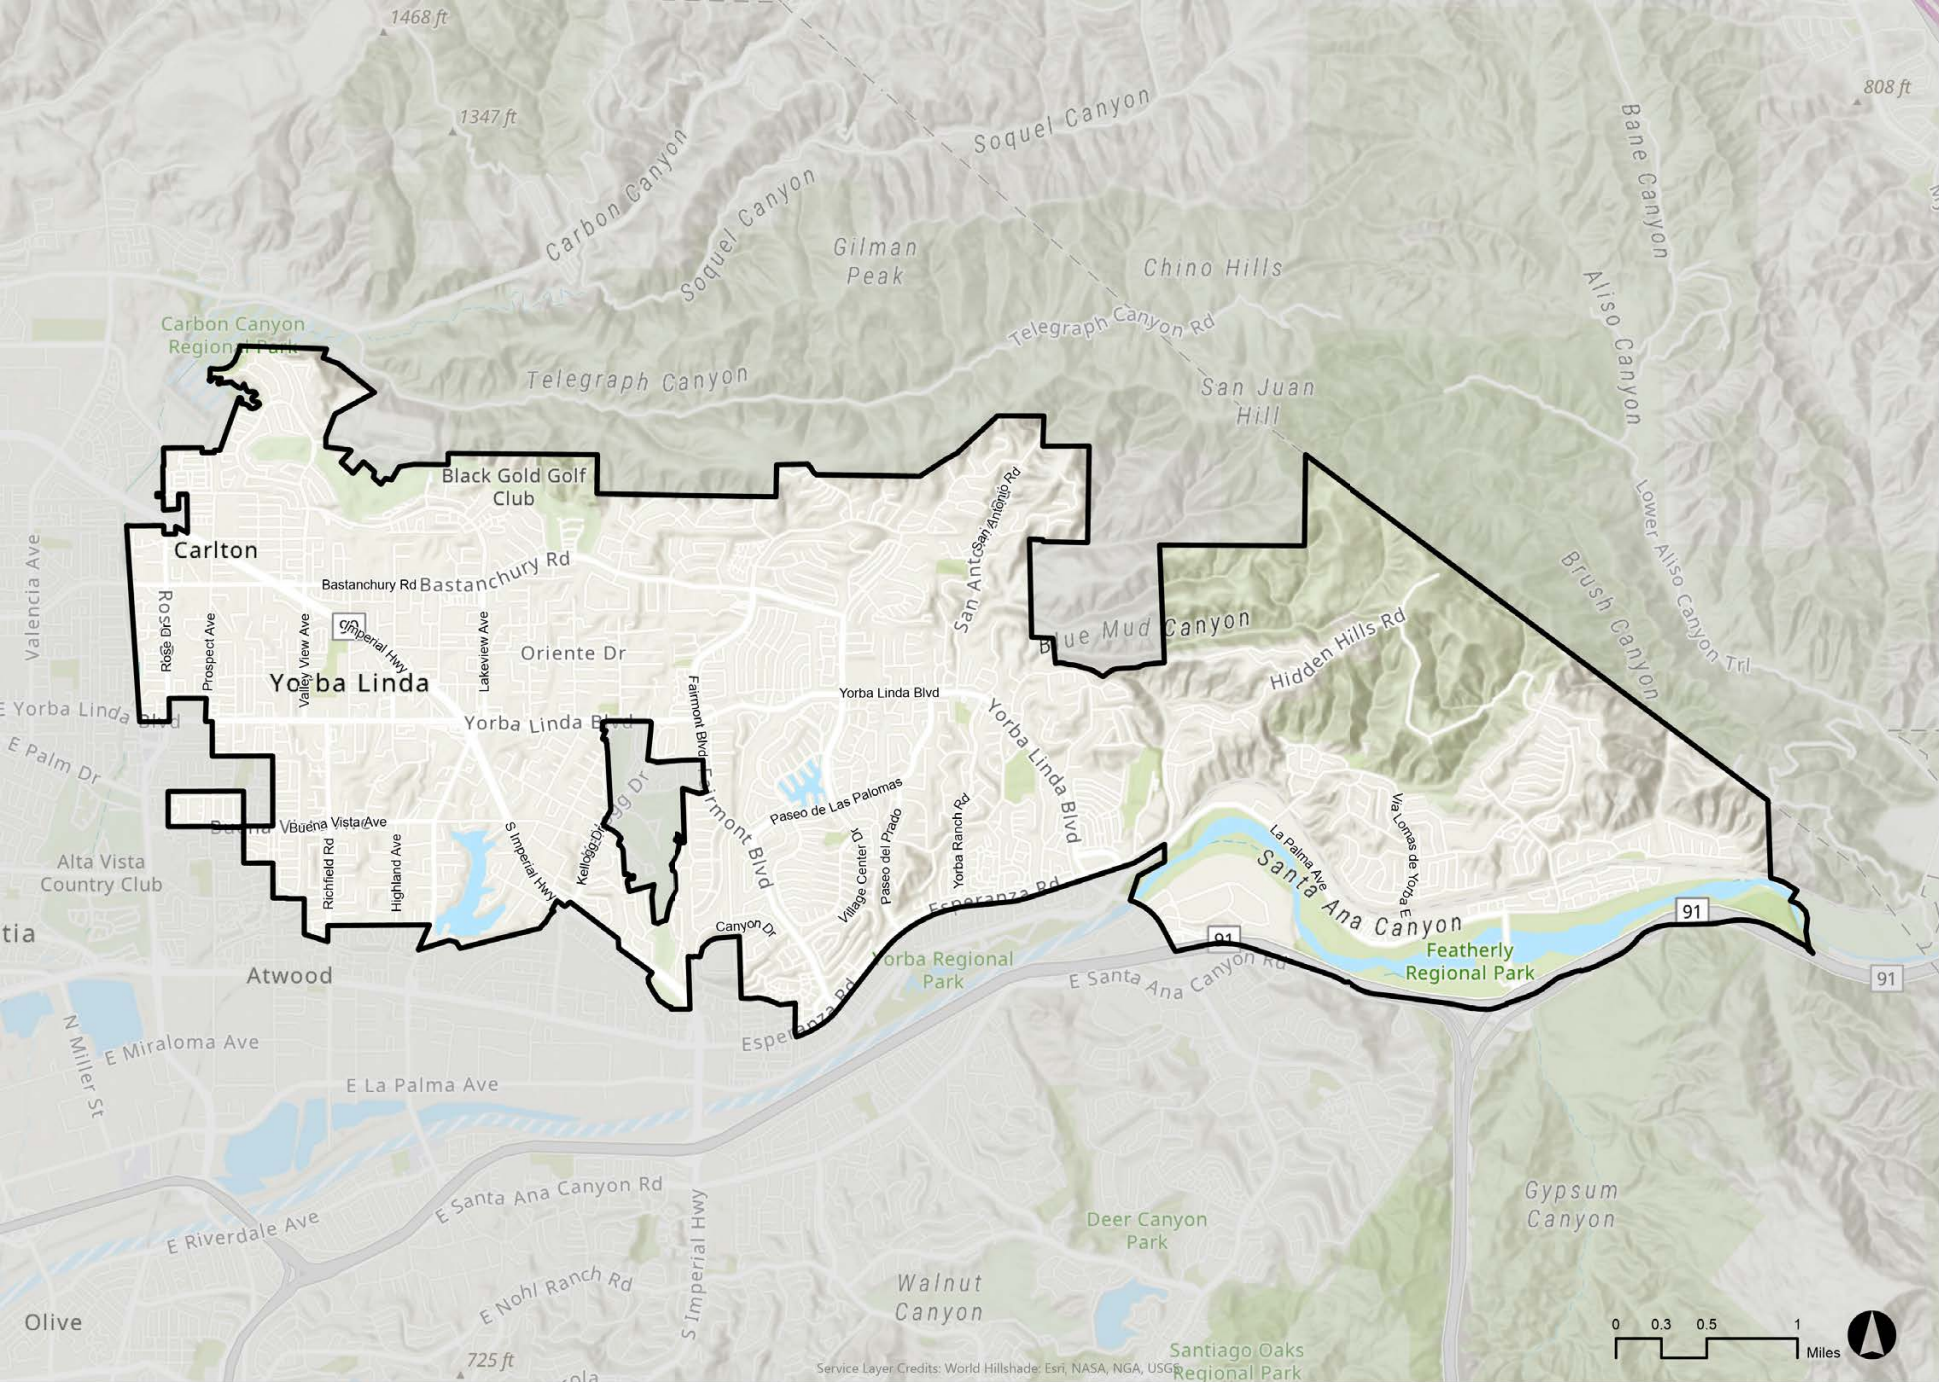 1468 ft
1347 ft
808 ft
Bane Canyon
Soquel Canyon
Carbon Canyon
Soquel Canyon
Gilman
Peak
Chino Hills
Aliso Canyon
Carbon Canyon
Regional Park
Telegraph Canyon Rd
Telegraph Canyon
San Juan
Hill
Black Gold Golf
Club
San Antonio Rd
San Antonio
Lower Aliso Canyon Trl
Brush Canyon
Valencia Ave
Carlton
Bastanchury Rd
Bastanchury Rd
Rose Dr
Prospect Ave
Valley View Ave
Imperial Hwy
Lakeview Ave
Oriente Dr
Blue Mud Canyon
Hidden Hills Rd
Yorba Linda
Yorba Linda Blvd
E Yorba Linda Blvd
Yorba Linda Blvd
Yorba Linda Blvd
Fairmont Blvd
Fairmont Blvd
E Palm Dr
Paseo de Las Palomas
Buena Vista Ave
Buena Vista Ave
Richfield Rd
Highland Ave
S Imperial Hwy
Kellogg Dr
Kellogg Dr
Village Center Dr
Paseo del Prado
Yorba Ranch Rd
La Palma Ave
Via Lomas de Yorba E
Santa Ana Canyon
Alta Vista
Country Club
Esperanza Rd
Canyon Dr
91
91
91
tia
Atwood
Yorba Regional
Park
E Santa Ana Canyon Rd
Featherly
Regional Park
Esperanza Rd
N Miller St
E Miraloma Ave
E La Palma Ave
E Santa Ana Canyon Rd
E Riverdale Ave
S Imperial Hwy
Gypsum
Canyon
Deer Canyon
Park
E Nohl Ranch Rd
Walnut
Canyon
Olive
725 ft
Santiago Oaks
Regional Park
Service Layer Credits: World Hillshade: Esri, NASA, NGA, USGS
0 0.3 0.5 1
Miles